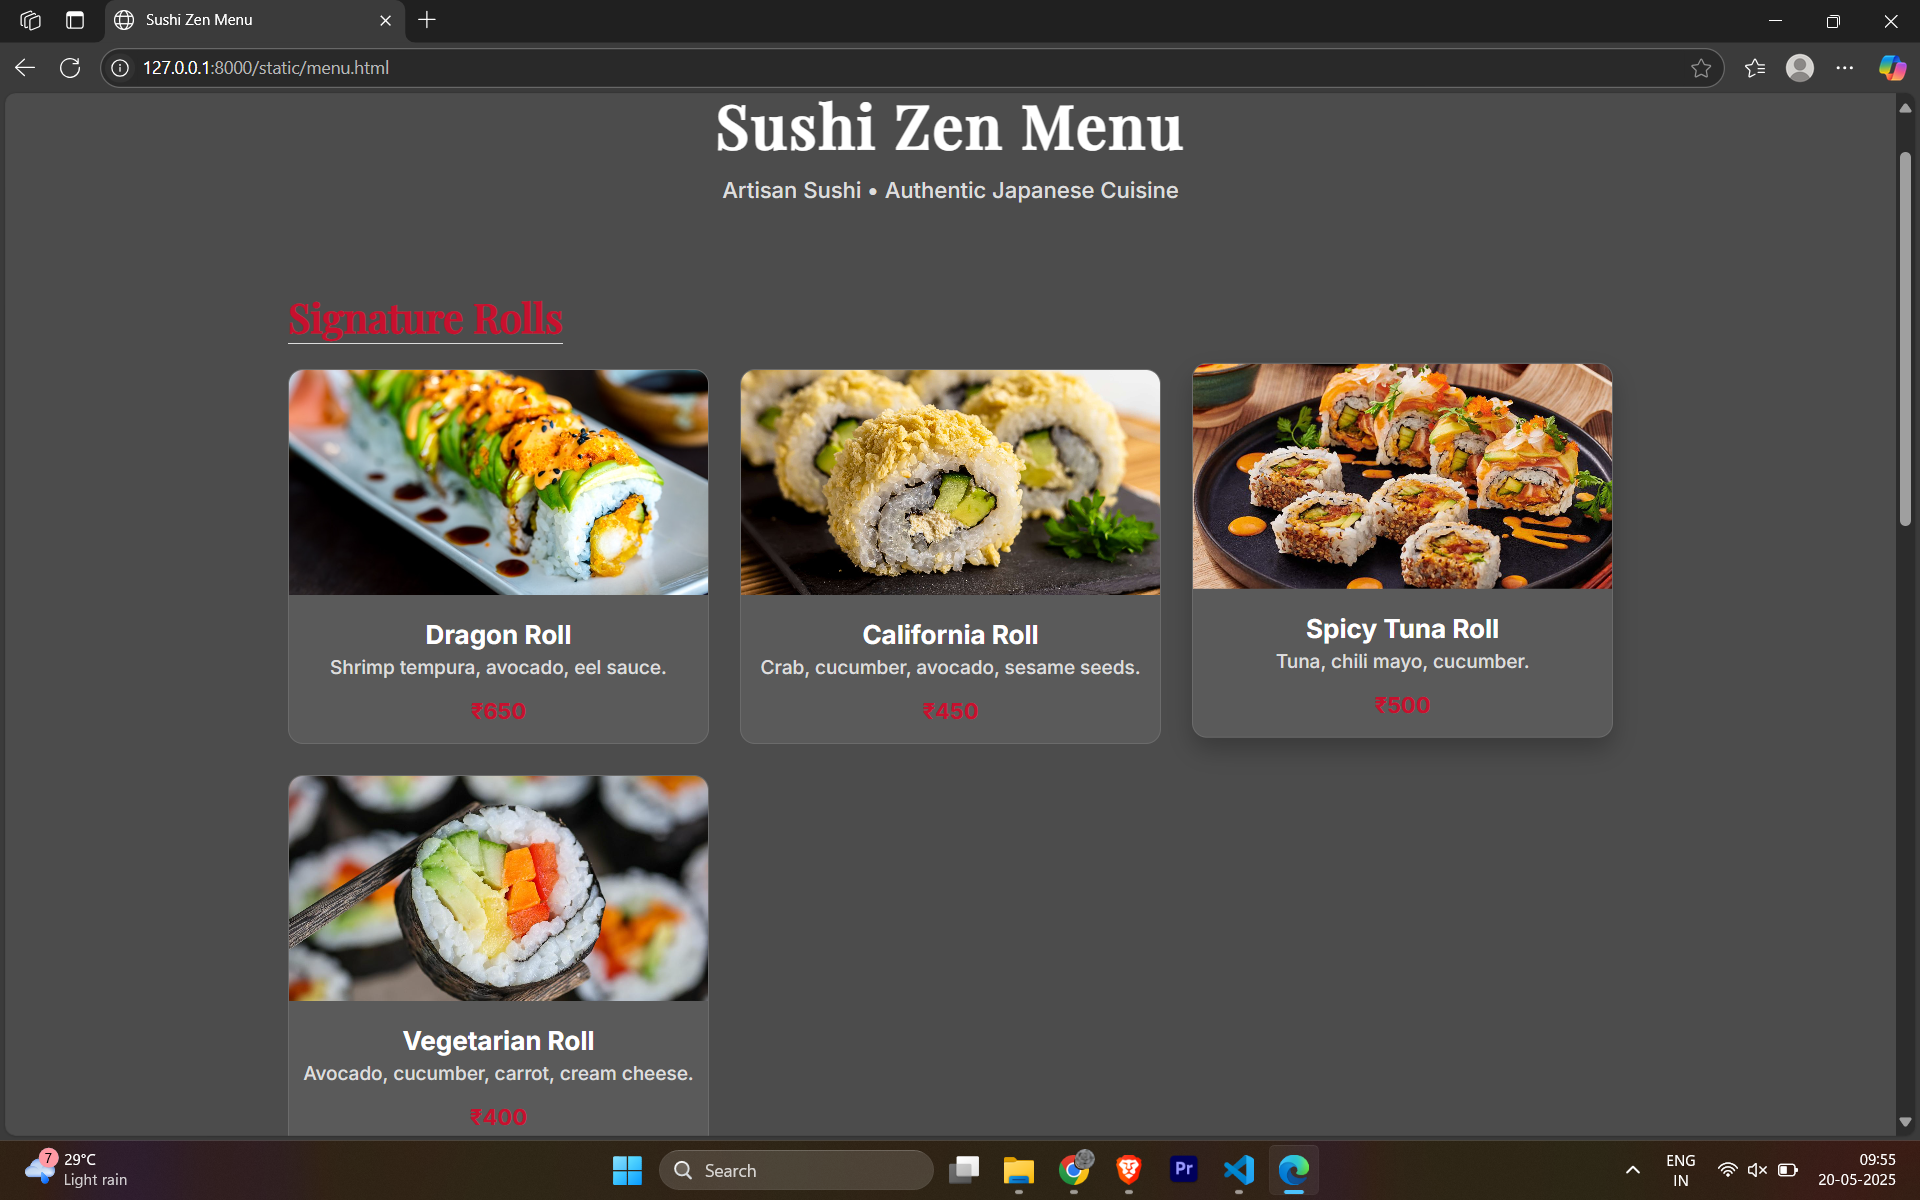 Sushi Zen Menu
127.0.0.1:8000/static/menu.html
Sushi Zen Menu
Artisan Sushi • Authentic Japanese Cuisine
Signature Rolls
Dragon Roll
Shrimp tempura, avocado, eel sauce.
₹650
California Roll
Crab, cucumber, avocado, sesame seeds.
₹450
Spicy Tuna Roll
Tuna, chili mayo, cucumber.
₹500
Vegetarian Roll
Avocado, cucumber, carrot, cream cheese.
₹400
7
29°C
Light rain
Search
Pr
ENG
IN
09:55
20-05-2025